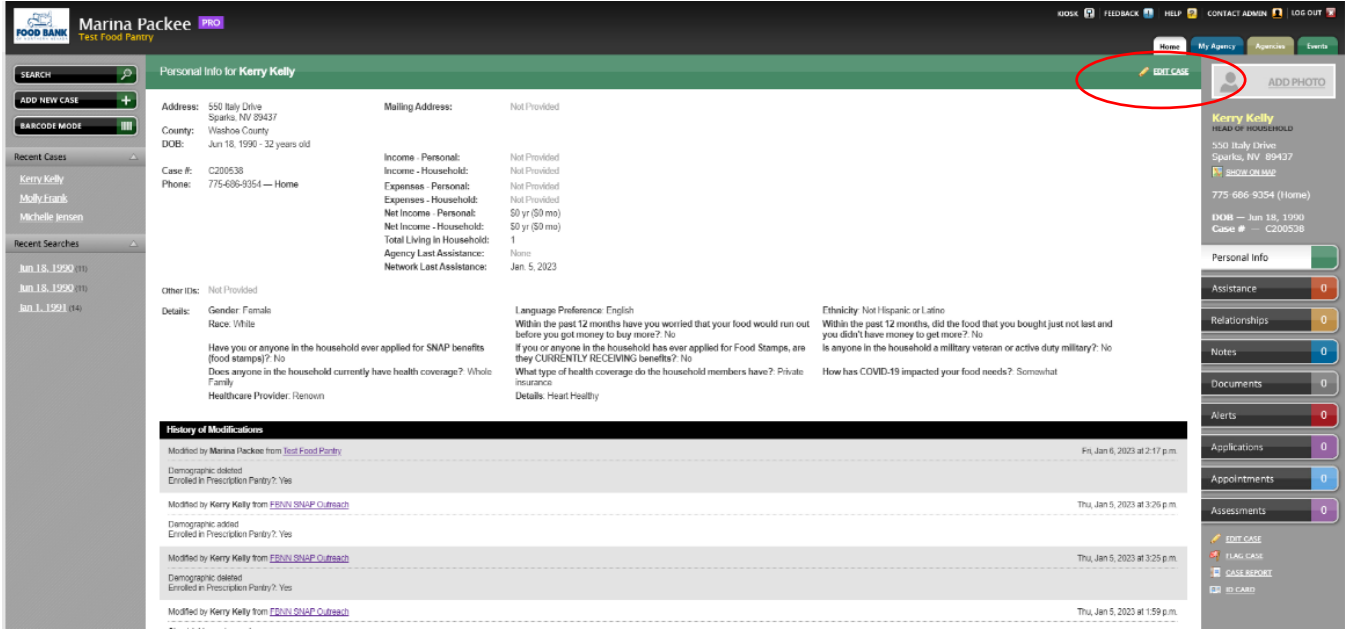 FOOD BANK
Marina Packee PRO
Test Food Pantry
KIOSK FEEDBACK HELP CONTACT ADMIN LOG OUT
Home My Agency Agencies Events
SEARCH
ADD NEW CASE
BARCODE MODE
Recent Cases
Kerry Kelly
Molly Frank
Michelle Jensen
Recent Searches
Jun 18, 1990 (11)
Jun 18, 1990 (11)
Jan 1, 1991 (14)
Personal Info for Kerry Kelly
EDIT CASE
Address: 550 Italy Drive
Sparks, NV 89437
County: Washoe County
DOB: Jun 18, 1990 - 32 years old
Case #: C200538
Phone: 775-686-9354 — Home
Mailing Address: Not Provided
Income - Personal: Not Provided
Income - Household: Not Provided
Expenses - Personal: Not Provided
Expenses - Household: Not Provided
Net Income - Personal: $0 yr ($0 mo)
Net Income - Household: $0 yr ($0 mo)
Total Living in Household: 1
Agency Last Assistance: None
Network Last Assistance: Jan. 5, 2023
Other IDs: Not Provided
Details: Gender: Female
Race: White
Have you or anyone in the household ever applied for SNAP benefits
(food stamps)?: No
Does anyone in the household currently have health coverage?: Whole
Family
Healthcare Provider: Renown
Language Preference: English
Within the past 12 months have you worried that your food would run out
before you got money to buy more?: No
If you or anyone in the household has ever applied for Food Stamps, are
they CURRENTLY RECEIVING benefits?: No
What type of health coverage do the household members have?: Private
insurance
Details: Heart Healthy
Ethnicity: Not Hispanic or Latino
Within the past 12 months, did the food that you bought just not last and
you didn't have money to get more?: No
Is anyone in the household a military veteran or active duty military?: No
How has COVID-19 impacted your food needs?: Somewhat
History of Modifications
Modified by Marina Packee from Test Food Pantry Fri, Jan 6, 2023 at 2:17 p.m.
Demographic deleted
Enrolled in Prescription Pantry?: Yes
Modified by Kerry Kelly from FBNN SNAP Outreach Thu, Jan 5, 2023 at 3:26 p.m.
Demographic added
Enrolled in Prescription Pantry?: Yes
Modified by Kerry Kelly from FBNN SNAP Outreach Thu, Jan 5, 2023 at 3:25 p.m.
Demographic deleted
Enrolled in Prescription Pantry?: Yes
Modified by Kerry Kelly from FBNN SNAP Outreach Thu, Jan 5, 2023 at 1:59 p.m.
ADD PHOTO
Kerry Kelly
HEAD OF HOUSEHOLD
550 Italy Drive
Sparks, NV 89437
SHOW ON MAP
775-686-9354 (Home)
DOB — Jun 18, 1990
Case # — C200538
Personal Info
Assistance 0
Relationships 0
Notes 0
Documents 0
Alerts 0
Applications 0
Appointments 0
Assessments 0
EDIT CASE
FLAG CASE
CASE REPORT
ID CARD